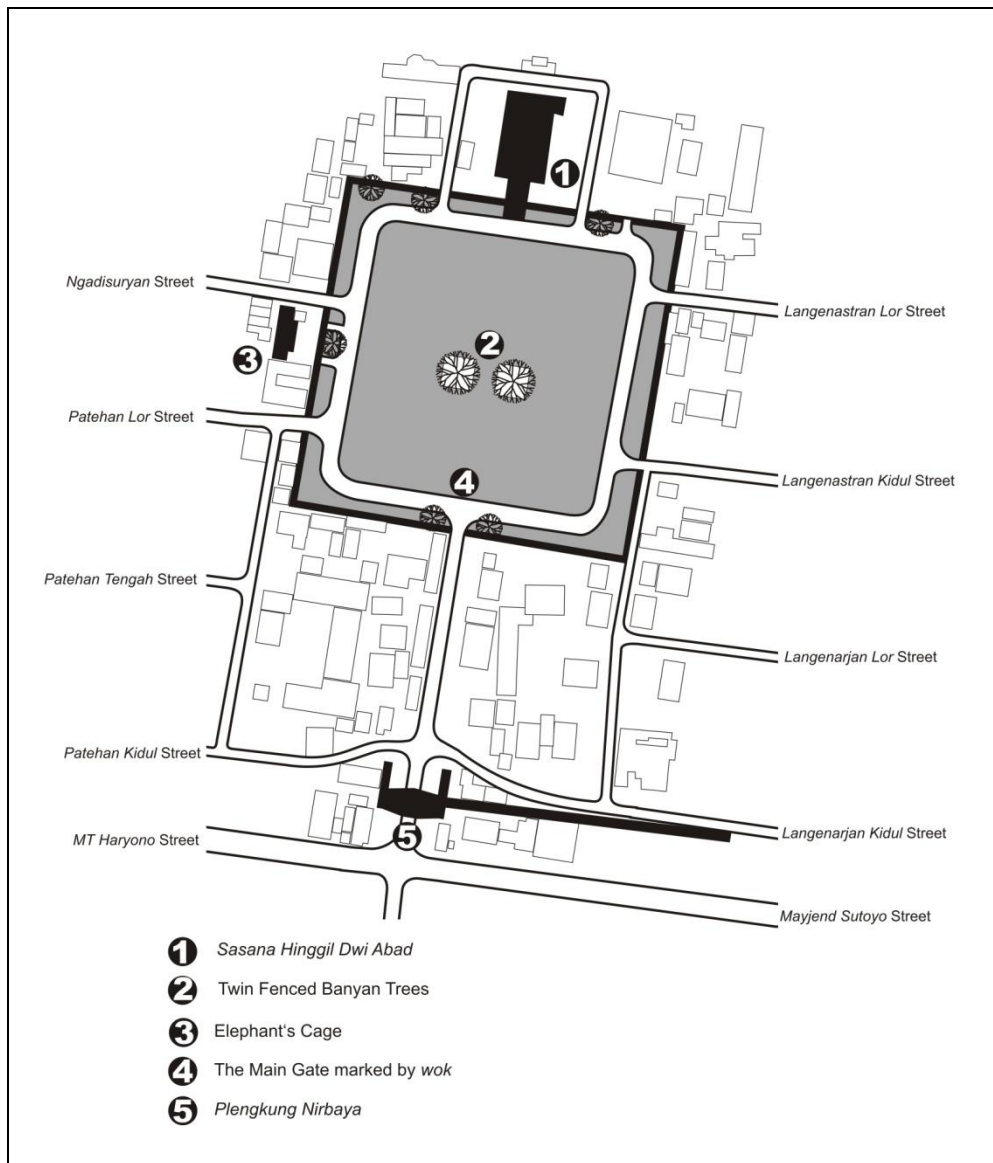 1
Ngadisuryan Street
Langenastran Lor Street
2
3
Patehan Lor Street
4
Langenastran Kidul Street
Patehan Tengah Street
Langenarjan Lor Street
Patehan Kidul Street
5
MT Haryono Street
Langenarjan Kidul Street
Mayjend Sutoyo Street
1 Sasana Hinggil Dwi Abad
2 Twin Fenced Banyan Trees
3 Elephant‘s Cage
4 The Main Gate marked by wok
5 Plengkung Nirbaya